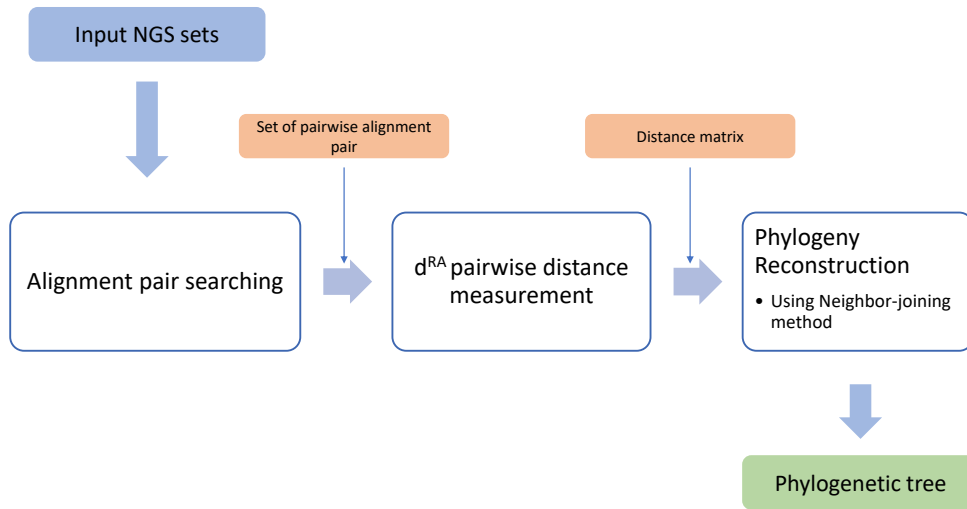 Input NGS sets
Set of pairwise alignment
pair
Distance matrix
Alignment pair searching
d^RA pairwise distance
measurement
Phylogeny
Reconstruction
• Using Neighbor-joining
method
Phylogenetic tree